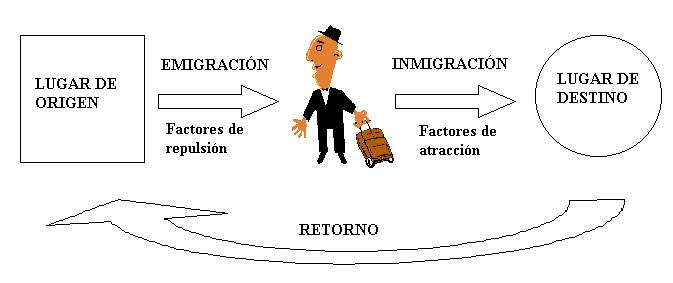 LUGAR DE
ORIGEN
EMIGRACIÓN
Factores de
repulsión
INMIGRACIÓN
Factores de
atracción
LUGAR DE
DESTINO
RETORNO